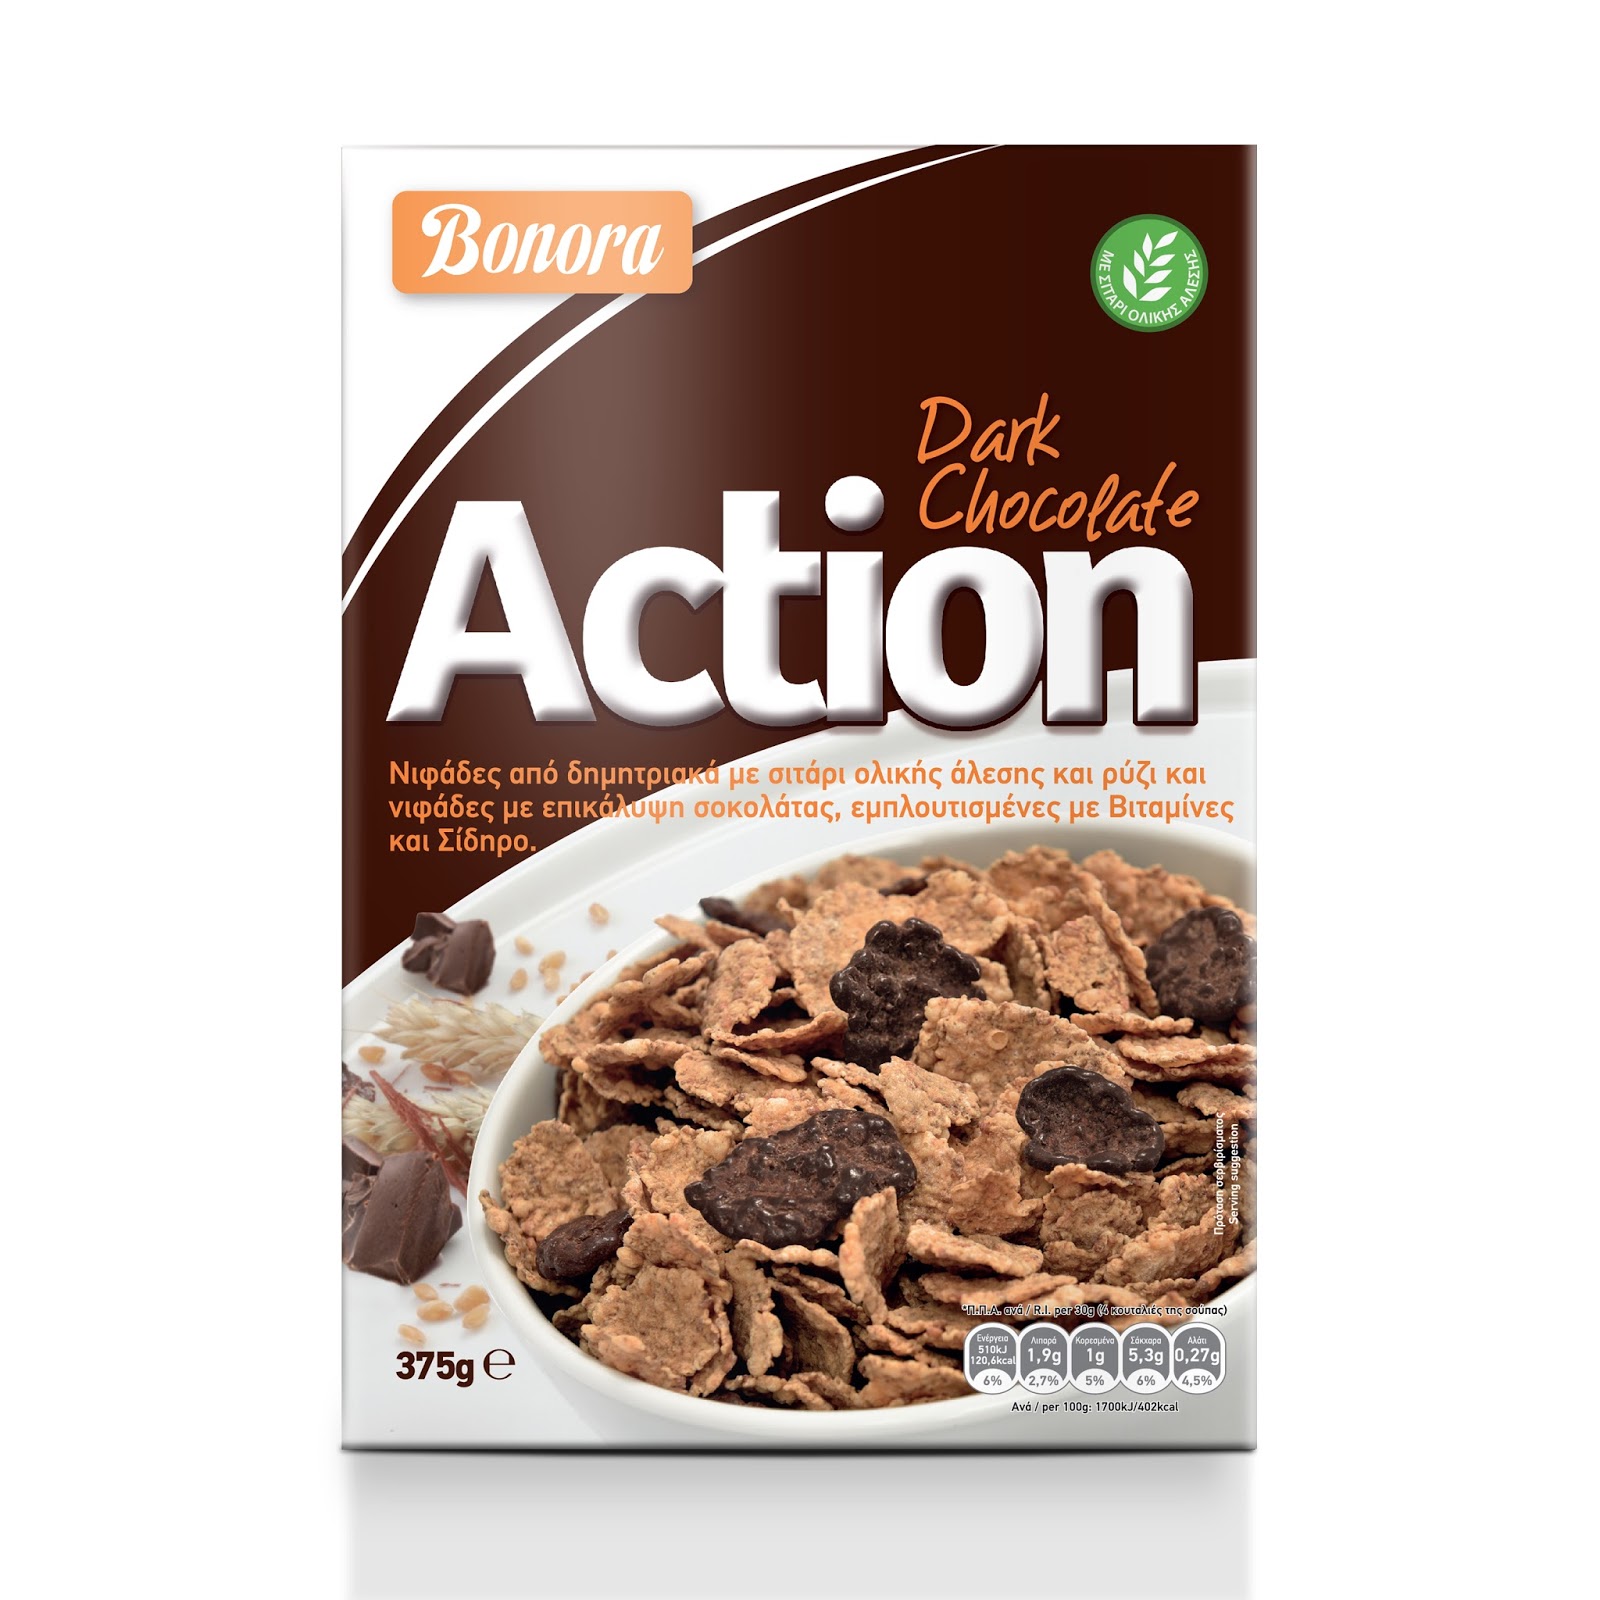 Bonora
ΜΕ ΣΙΤΑΡΙ ΟΛΙΚΗΣ ΑΛΕΣΗΣ
Dark
Chocolate
Action
Νιφάδες από δημητριακά με σιτάρι ολικής άλεσης και ρύζι και
νιφάδες με επικάλυψη σοκολάτας, εμπλουτισμένες με Βιταμίνες
και Σίδηρο.
Πρόταση σερβιρίσματος
Serving suggestion
*Π.Π.Α. ανά / R.I. per 30g (4 κουταλιές της σούπας)
Ενέργεια
510kJ
120,6kcal
6%
Λιπαρά
1,9g
2,7%
Κορεσμένα
1g
5%
Σάκχαρα
5,3g
6%
Αλάτι
0,27g
4,5%
Ανά / per 100g: 1700kJ/402kcal
375g ℮